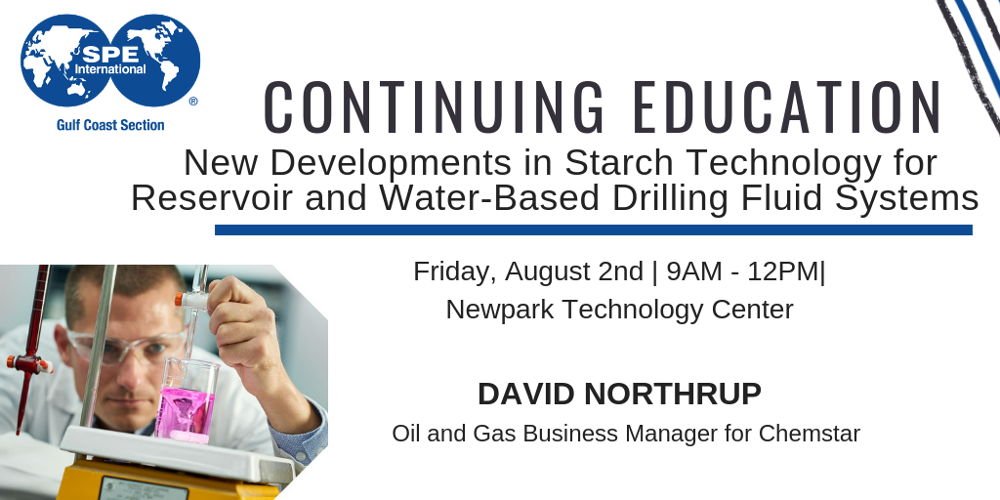 SPE
International
®
Gulf Coast Section
CONTINUING EDUCATION
New Developments in Starch Technology for
Reservoir and Water-Based Drilling Fluid Systems
Friday, August 2nd | 9AM - 12PM|
Newpark Technology Center
DAVID NORTHRUP
Oil and Gas Business Manager for Chemstar